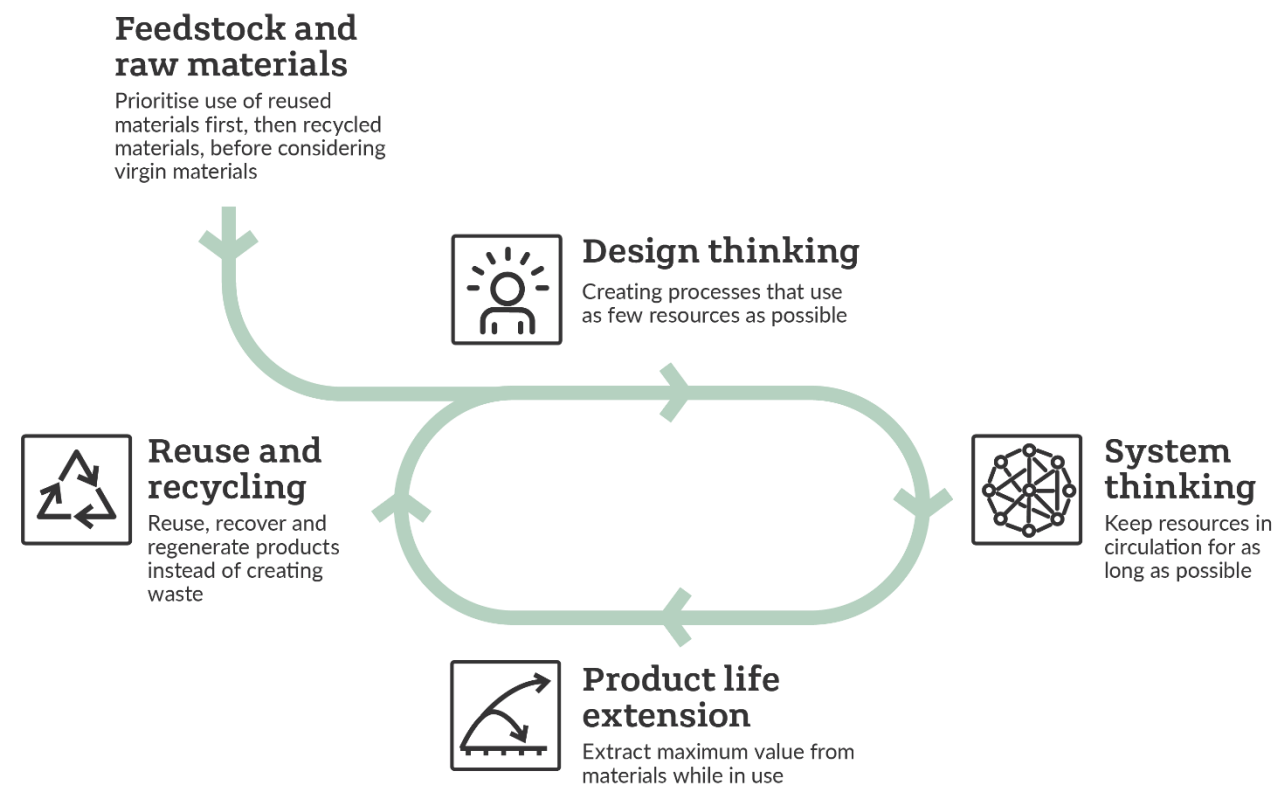 Feedstock and
raw materials
Prioritise use of reused
materials first, then recycled
materials, before considering
virgin materials
Design thinking
Creating processes that use
as few resources as possible
Reuse and
recycling
Reuse, recover and
regenerate products
instead of creating
waste
System
thinking
Keep resources in
circulation for as
long as possible
Product life
extension
Extract maximum value from
materials while in use